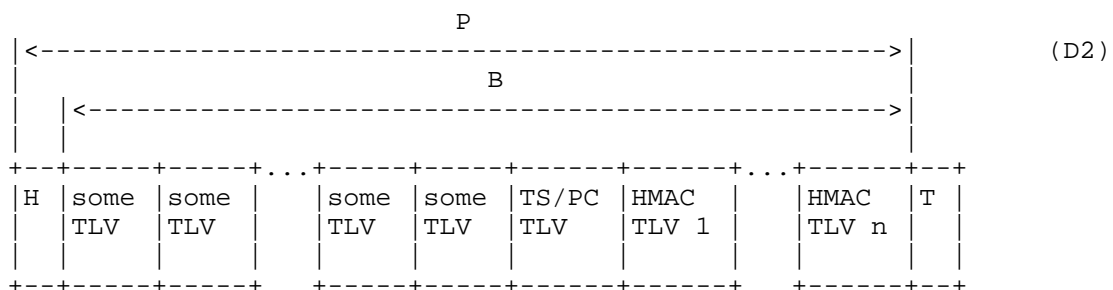 P
|<----------------------------------------------------->| (D2)
B
|<-------------------------------------------------->|
+--+-----+-----+...+-----+-----+------+------+...+------+--+
|H |some |some | |some |some |TS/PC |HMAC | |HMAC |T |
| |TLV |TLV | |TLV |TLV |TLV |TLV 1 | |TLV n | |
| | | | | | | | | | | |
+--+-----+-----+ +-----+-----+------+------+ +------+--+